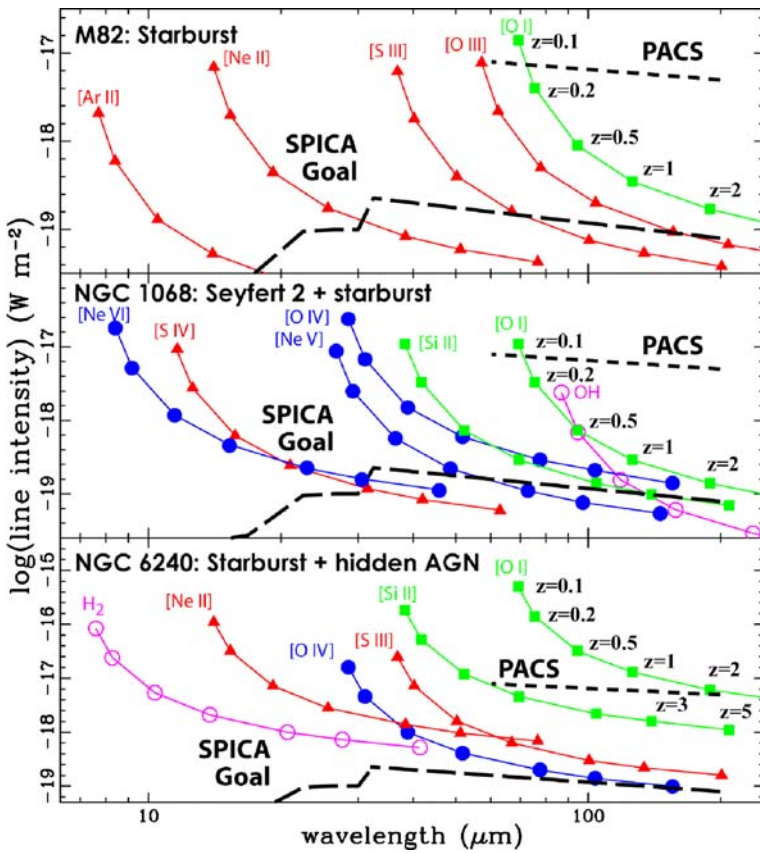 M82: Starburst
[Ar II]
[Ne II]
[S III]
[O III]
[O I]
z=0.1
z=0.2
z=0.5
z=1
z=2
PACS
SPICA
Goal
-17
-18
-19
NGC 1068: Seyfert 2 + starburst
[Ne VI]
[S IV]
[O IV]
[Ne V]
[Si II]
[O I]
OH
z=0.1
z=0.2
z=0.5
z=1
z=2
PACS
SPICA
Goal
-17
-18
-19
NGC 6240: Starburst + hidden AGN
H2
[Ne II]
[O IV]
[Si II]
[S III]
[O I]
z=0.1
z=0.2
z=0.5
z=1
z=2
z=3
z=5
PACS
SPICA
Goal
-15
-16
-17
-18
-19
10
100
wavelength (μm)
log(line intensity) (W m−2)